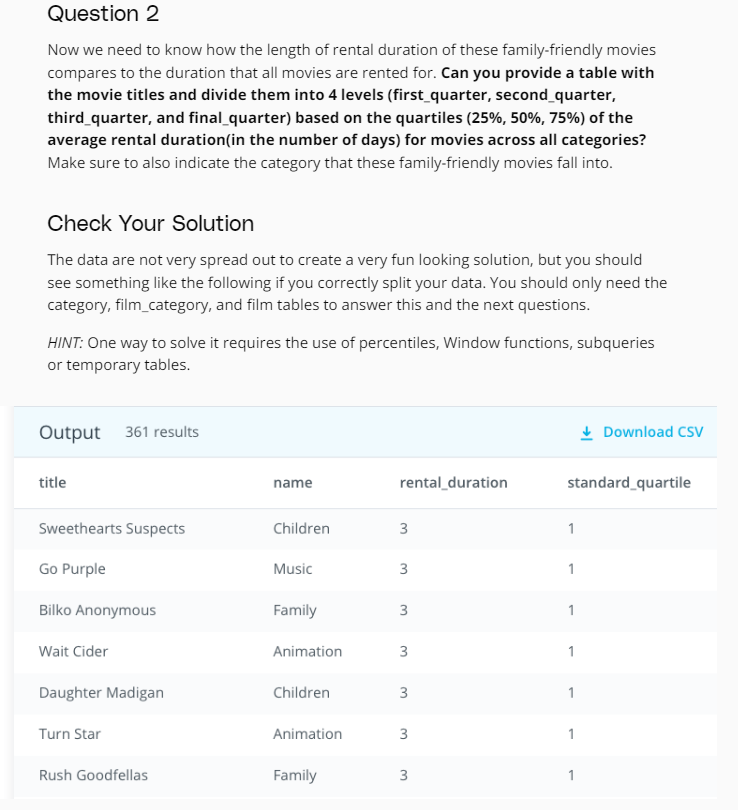 Question 2
Now we need to know how the length of rental duration of these family-friendly movies
compares to the duration that all movies are rented for. Can you provide a table with
the movie titles and divide them into 4 levels (first_quarter, second_quarter,
third_quarter, and final_quarter) based on the quartiles (25%, 50%, 75%) of the
average rental duration(in the number of days) for movies across all categories?
Make sure to also indicate the category that these family-friendly movies fall into.
Check Your Solution
The data are not very spread out to create a very fun looking solution, but you should
see something like the following if you correctly split your data. You should only need the
category, film_category, and film tables to answer this and the next questions.
HINT: One way to solve it requires the use of percentiles, Window functions, subqueries
or temporary tables.
Output 361 results Download CSV
title name rental_duration standard_quartile
Sweethearts Suspects Children 3 1
Go Purple Music 3 1
Bilko Anonymous Family 3 1
Wait Cider Animation 3 1
Daughter Madigan Children 3 1
Turn Star Animation 3 1
Rush Goodfellas Family 3 1